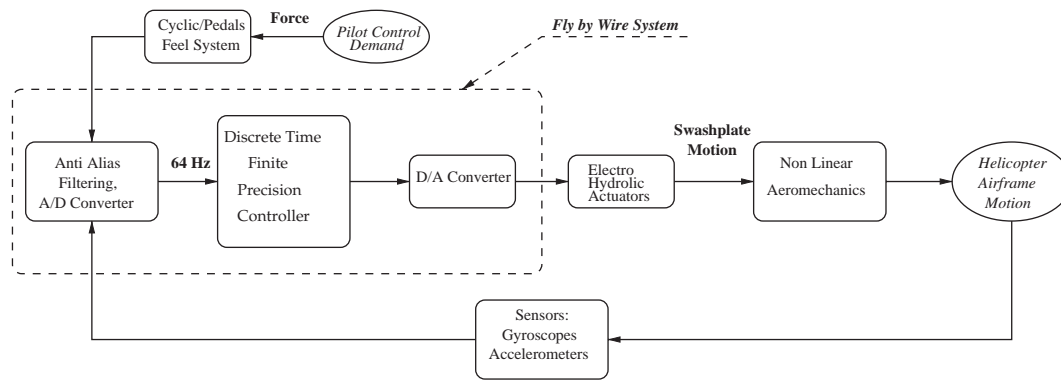 Cyclic/Pedals
Feel System
Force
Pilot Control
Demand
Fly by Wire System
Anti Alias
Filtering,
A/D Converter
64 Hz
Discrete Time
Finite
Precision
Controller
D/A Converter
Electro
Hydrolic
Actuators
Swashplate
Motion
Non Linear
Aeromechanics
Helicopter
Airframe
Motion
Sensors:
Gyroscopes
Accelerometers